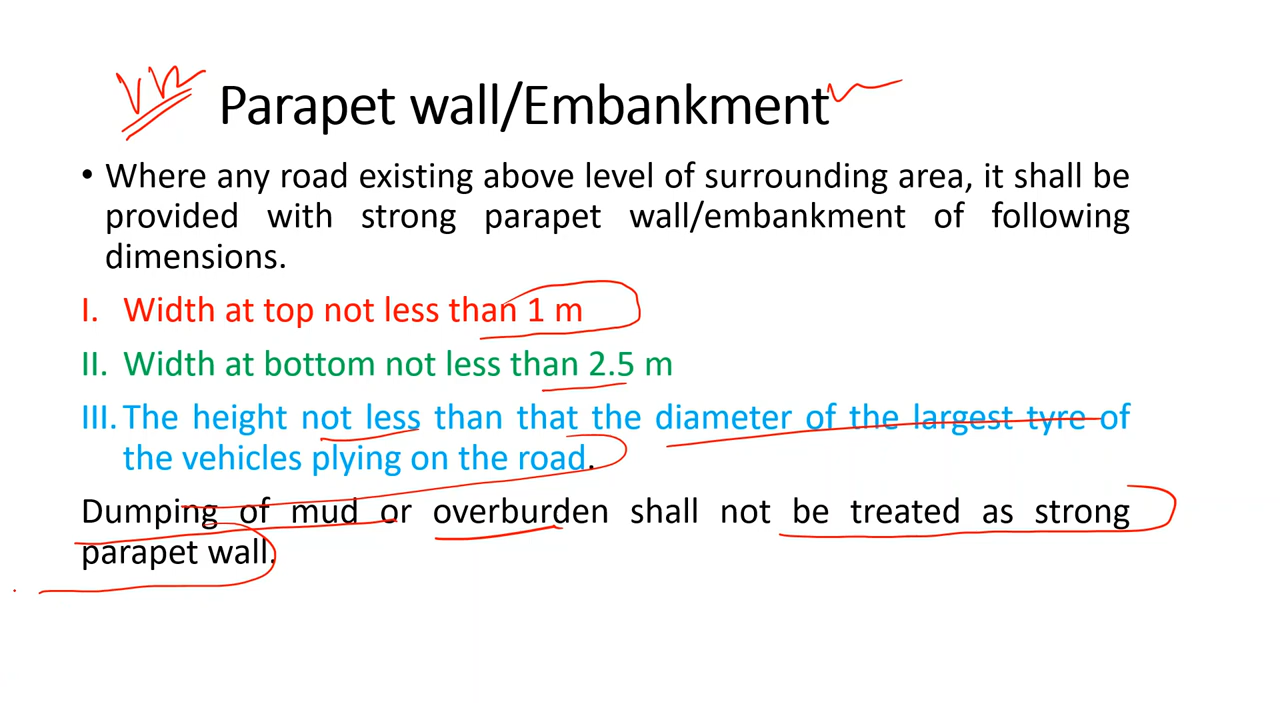 Parapet wall/Embankment
• Where any road existing above level of surrounding area, it shall be
provided with strong parapet wall/embankment of following
dimensions.
I. Width at top not less than 1 m
II. Width at bottom not less than 2.5 m
III. The height not less than that the diameter of the largest tyre of
the vehicles plying on the road.
Dumping of mud or overburden shall not be treated as strong
parapet wall.